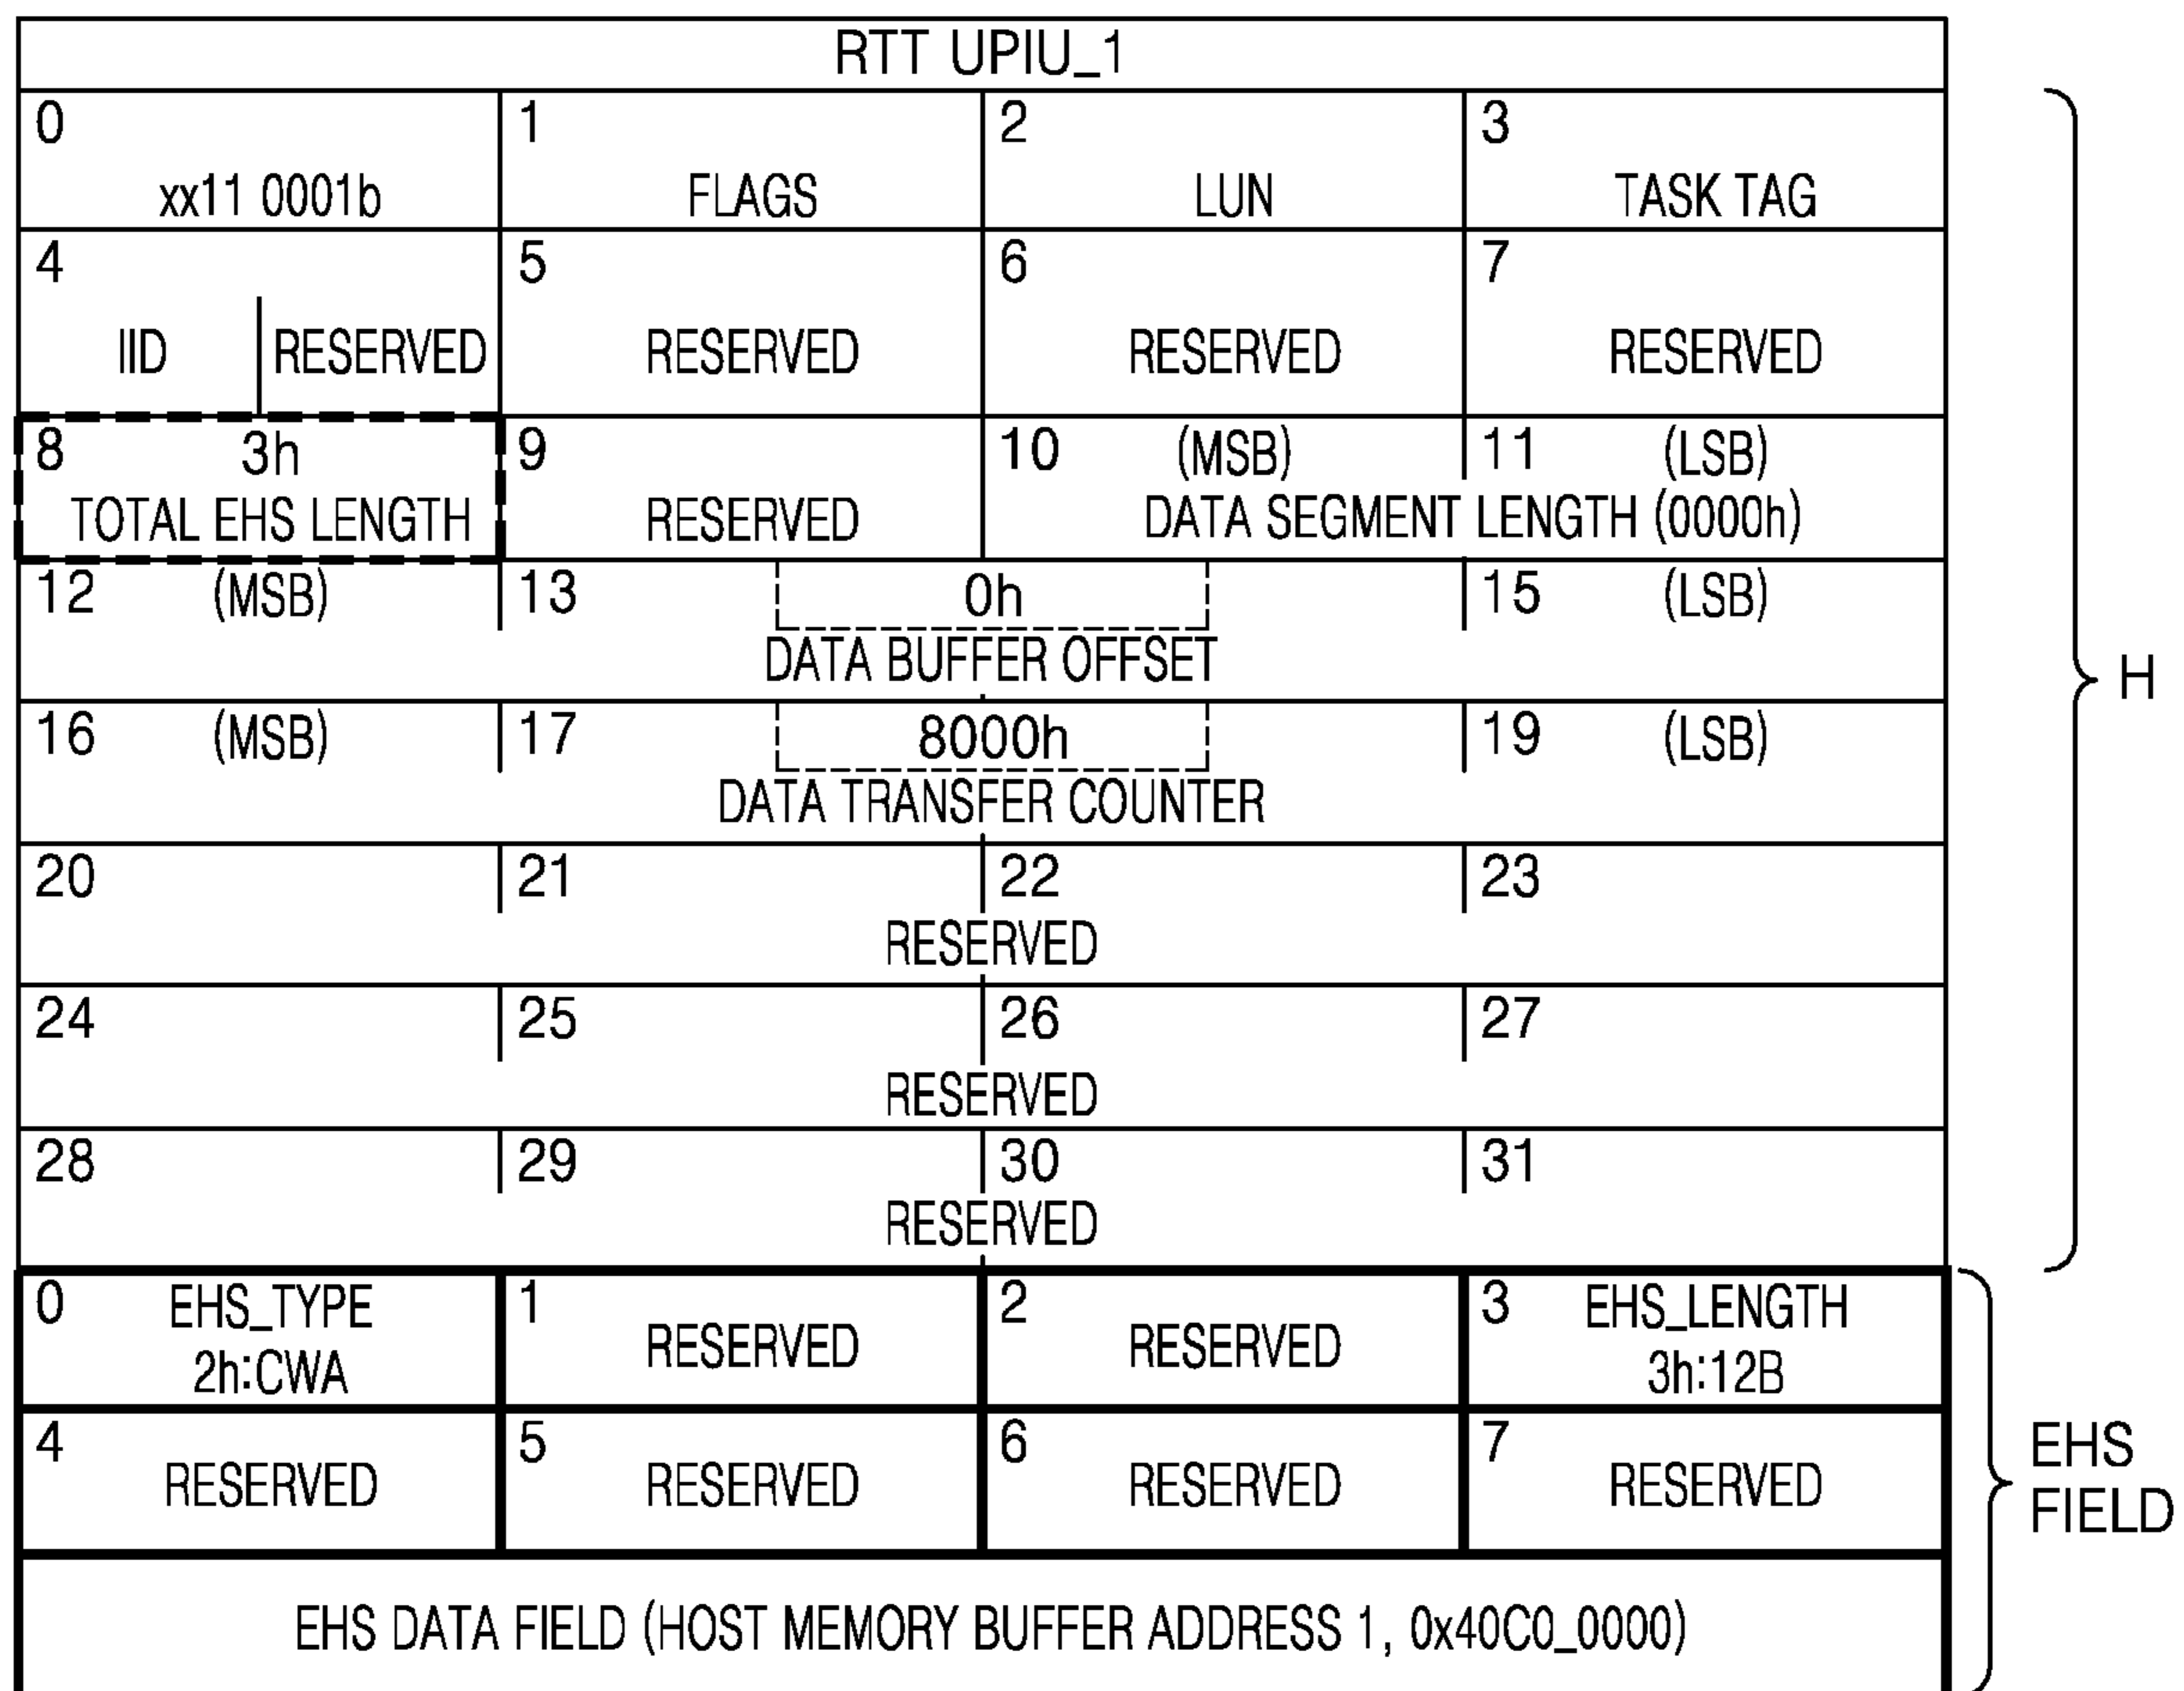 RTT UPIU_1
0 1 2 3
xx11 0001b FLAGS LUN TASK TAG
4 5 6 7
IID RESERVED RESERVED RESERVED RESERVED
8 3h 9 10 (MSB) 11 (LSB)
TOTAL EHS LENGTH RESERVED DATA SEGMENT LENGTH (0000h)
12 (MSB) 13 0h 15 (LSB)
DATA BUFFER OFFSET
H
16 (MSB) 17 8000h 19 (LSB)
DATA TRANSFER COUNTER
20 21 22 23
RESERVED
24 25 26 27
RESERVED
28 29 30 31
RESERVED
0 EHS_TYPE 1 2 3 EHS_LENGTH
2h:CWA RESERVED RESERVED 3h:12B
4 5 6 7
RESERVED RESERVED RESERVED RESERVED
EHS
FIELD
EHS DATA FIELD (HOST MEMORY BUFFER ADDRESS 1, 0x40C0_0000)